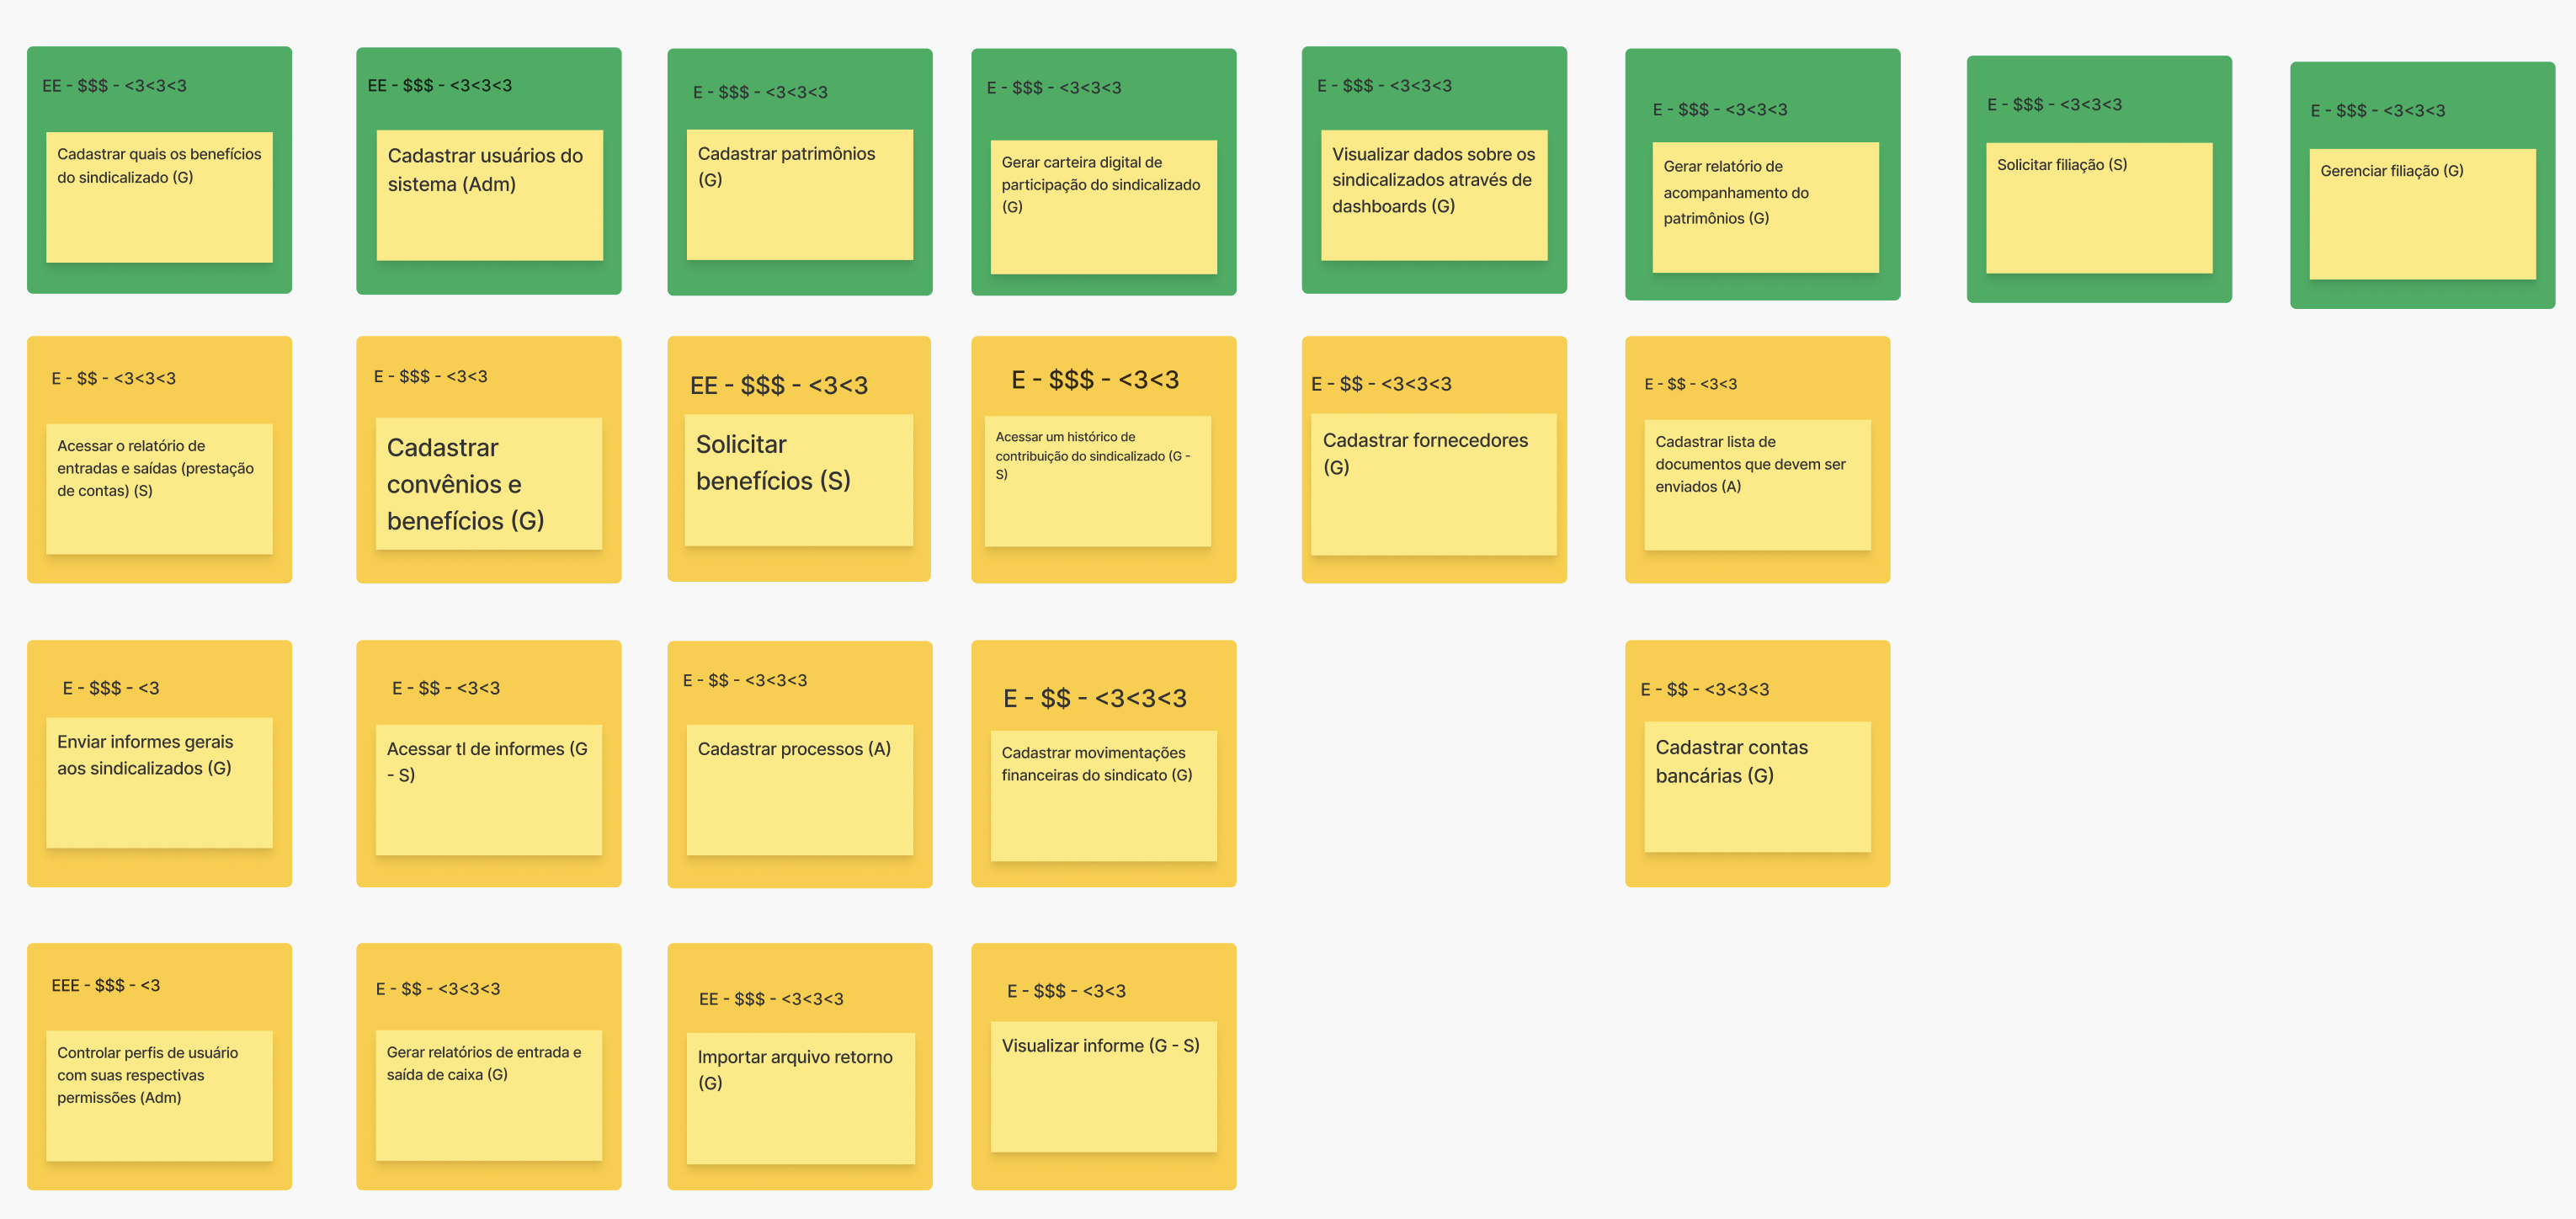 EE - $$$ - <3<3<3
Cadastrar quais os benefícios
do sindicalizado (G)
EE - $$$ - <3<3<3
Cadastrar usuários do
sistema (Adm)
E - $$$ - <3<3<3
Cadastrar patrimônios
(G)
E - $$$ - <3<3<3
Gerar carteira digital de
participação do sindicalizado
(G)
E - $$$ - <3<3<3
Visualizar dados sobre os
sindicalizados através de
dashboards (G)
E - $$$ - <3<3<3
Gerar relatório de
acompanhamento do
patrimônios (G)
E - $$$ - <3<3<3
Solicitar filiação (S)
E - $$$ - <3<3<3
Gerenciar filiação (G)
E - $$ - <3<3<3
Acessar o relatório de
entradas e saídas (prestação
de contas) (S)
E - $$$ - <3<3
Cadastrar
convênios e
benefícios (G)
EE - $$$ - <3<3
Solicitar
benefícios (S)
E - $$$ - <3<3
Acessar um histórico de
contribuição do sindicalizado (G -
S)
E - $$ - <3<3<3
Cadastrar fornecedores
(G)
E - $$ - <3<3
Cadastrar lista de
documentos que devem ser
enviados (A)
E - $$$ - <3
Enviar informes gerais
aos sindicalizados (G)
E - $$ - <3<3
Acessar tl de informes (G
- S)
E - $$ - <3<3<3
Cadastrar processos (A)
E - $$ - <3<3<3
Cadastrar movimentações
financeiras do sindicato (G)
E - $$ - <3<3<3
Cadastrar contas
bancárias (G)
EEE - $$$ - <3
Controlar perfis de usuário
com suas respectivas
permissões (Adm)
E - $$ - <3<3<3
Gerar relatórios de entrada e
saída de caixa (G)
EE - $$$ - <3<3<3
Importar arquivo retorno
(G)
E - $$$ - <3<3
Visualizar informe (G - S)